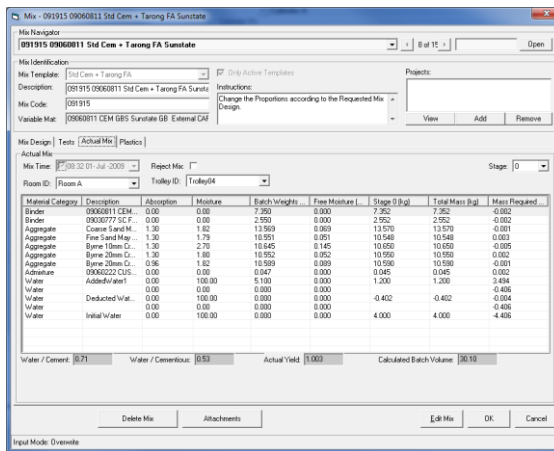 Mix - 091915 09060811 Std Cem + Tarong FA Sunstate
Mix Navigator
091915 09060811 Std Cem + Tarong FA Sunstate 8 of 15 Open
Mix Identification
Mix Template: Std Cem + Tarong FA Only Active Templates Projects:
Description: 091915 09060811 Std Cem + Tarong FA Sunsta Instructions:
Mix Code: 091915 Change the Proportions according to the Requested Mix Design.
Variable Mat: 09060811 CEM GBS Sunstate GB External CAF View Add Remove
Mix Design Tests Actual Mix Plastics
Actual Mix
Mix Time: 08:32 01-Jul-2009 Reject Mix: Stage: 0
Room ID: Room A Trolley ID: Trolley04
Material Category Description Absorption Moisture Batch Weights ... Free Moisture (... Stage 0 (kg) Total Mass (kg) Mass Required ...
Binder 09060811 CEM... 0.00 0.00 7.350 0.000 7.352 7.352 -0.002
Binder 09030777 SC F... 0.00 0.00 2.550 0.000 2.552 2.552 -0.002
Aggregate Coarse Sand M... 1.30 1.82 13.569 0.069 13.570 13.570 -0.001
Aggregate Fine Sand May ... 1.30 1.79 10.551 0.051 10.548 10.548 0.003
Aggregate Byrne 10mm Cr... 1.30 2.70 10.645 0.145 10.650 10.650 -0.005
Aggregate Byrne 20mm Cr... 1.30 1.80 10.552 0.052 10.550 10.550 0.002
Aggregate Byrne 20mm Cr... 0.96 1.82 10.589 0.089 10.590 10.590 -0.001
Admixture 09060222 CUS... 0.00 0.00 0.047 0.000 0.045 0.045 0.002
Water AddedWater1 0.00 100.00 5.100 0.000 1.200 1.200 3.494
Water 0.00 0.00 0.000 0.000 -0.406
Water Deducted Wat... 0.00 100.00 0.000 0.000 -0.402 -0.402 -0.004
Water 0.00 0.00 0.000 0.000 -0.406
Water Initial Water 0.00 100.00 0.000 0.000 4.000 4.000 -4.406
Water / Cement: 0.71 Water / Cementious: 0.53 Actual Yield: 1.003 Calculated Batch Volume: 30.10
Delete Mix Attachments Edit Mix OK Cancel
Input Mode: Overwrite